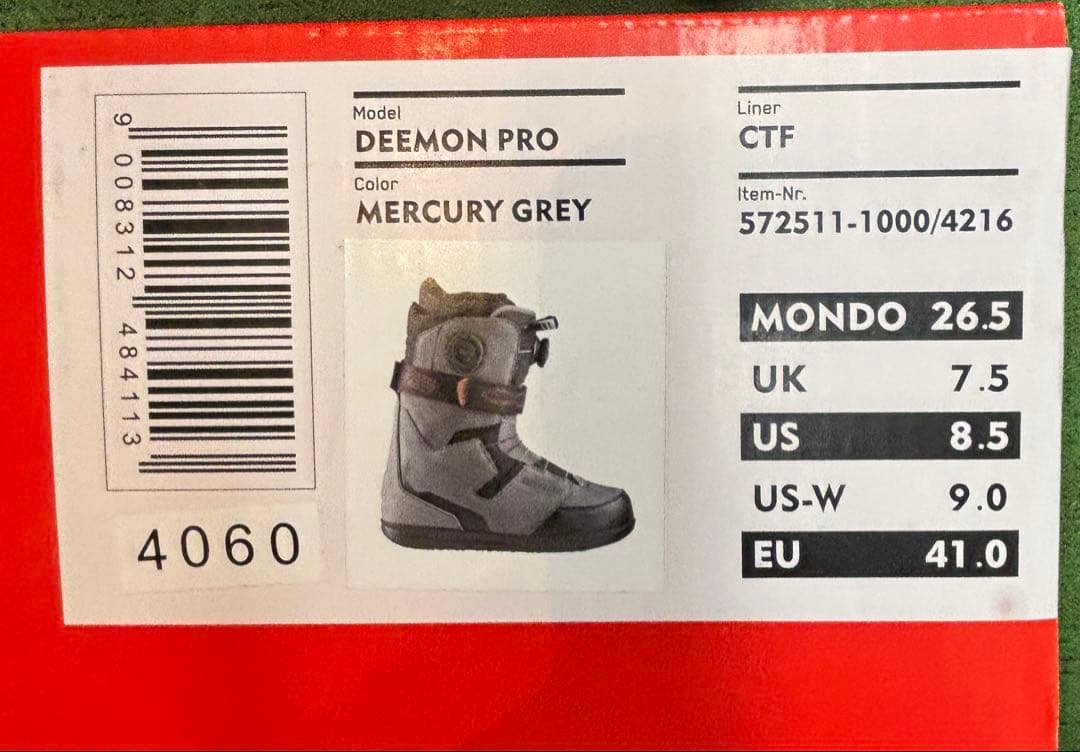 9 008312 484113
4060
Model
DEEMON PRO
Color
MERCURY GREY
Liner
CTF
Item-Nr.
572511-1000/4216
MONDO 26.5
UK 7.5
US 8.5
US-W 9.0
EU 41.0